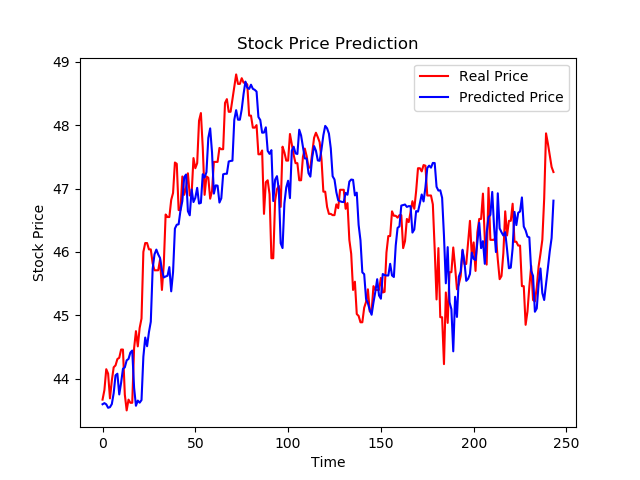 Stock Price Prediction
Real Price
Predicted Price
Stock Price
49
48
47
46
45
44
0 50 100 150 200 250
Time